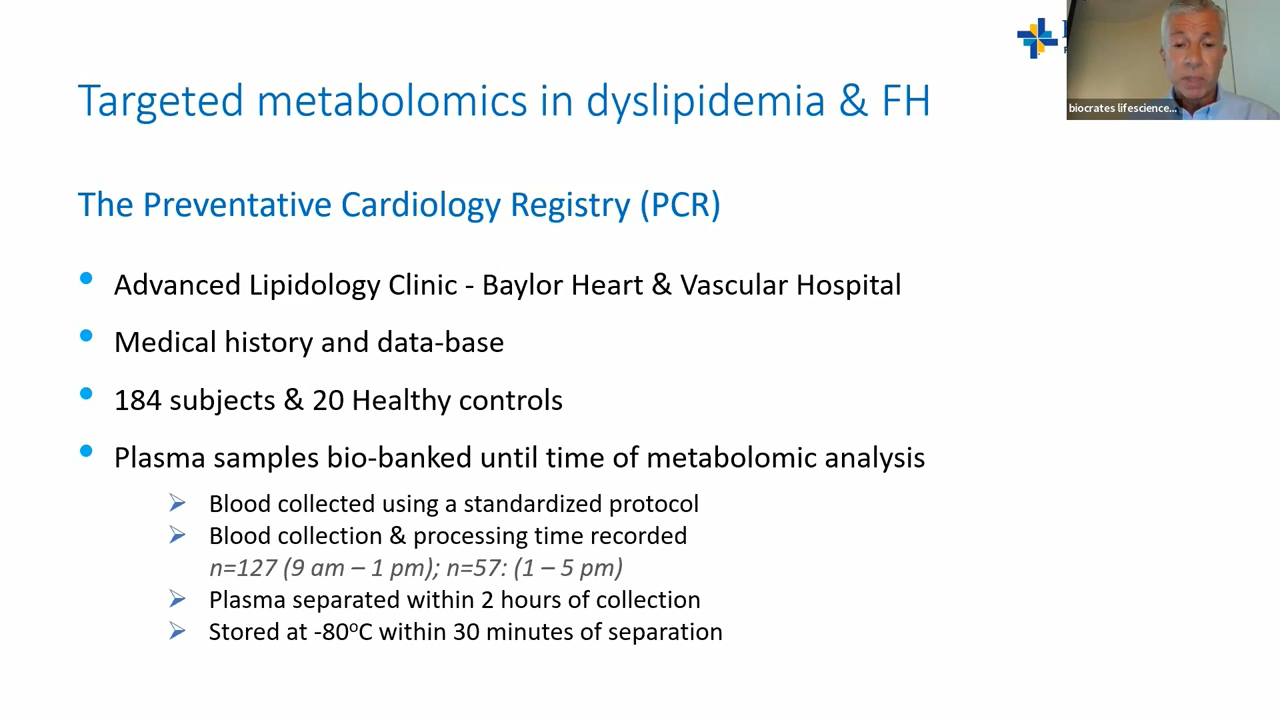 Targeted metabolomics in dyslipidemia & FH
biocrates lifescience...
The Preventative Cardiology Registry (PCR)
• Advanced Lipidology Clinic - Baylor Heart & Vascular Hospital
• Medical history and data-base
• 184 subjects & 20 Healthy controls
• Plasma samples bio-banked until time of metabolomic analysis
➢ Blood collected using a standardized protocol
➢ Blood collection & processing time recorded
n=127 (9 am – 1 pm); n=57: (1 – 5 pm)
➢ Plasma separated within 2 hours of collection
➢ Stored at -80°C within 30 minutes of separation